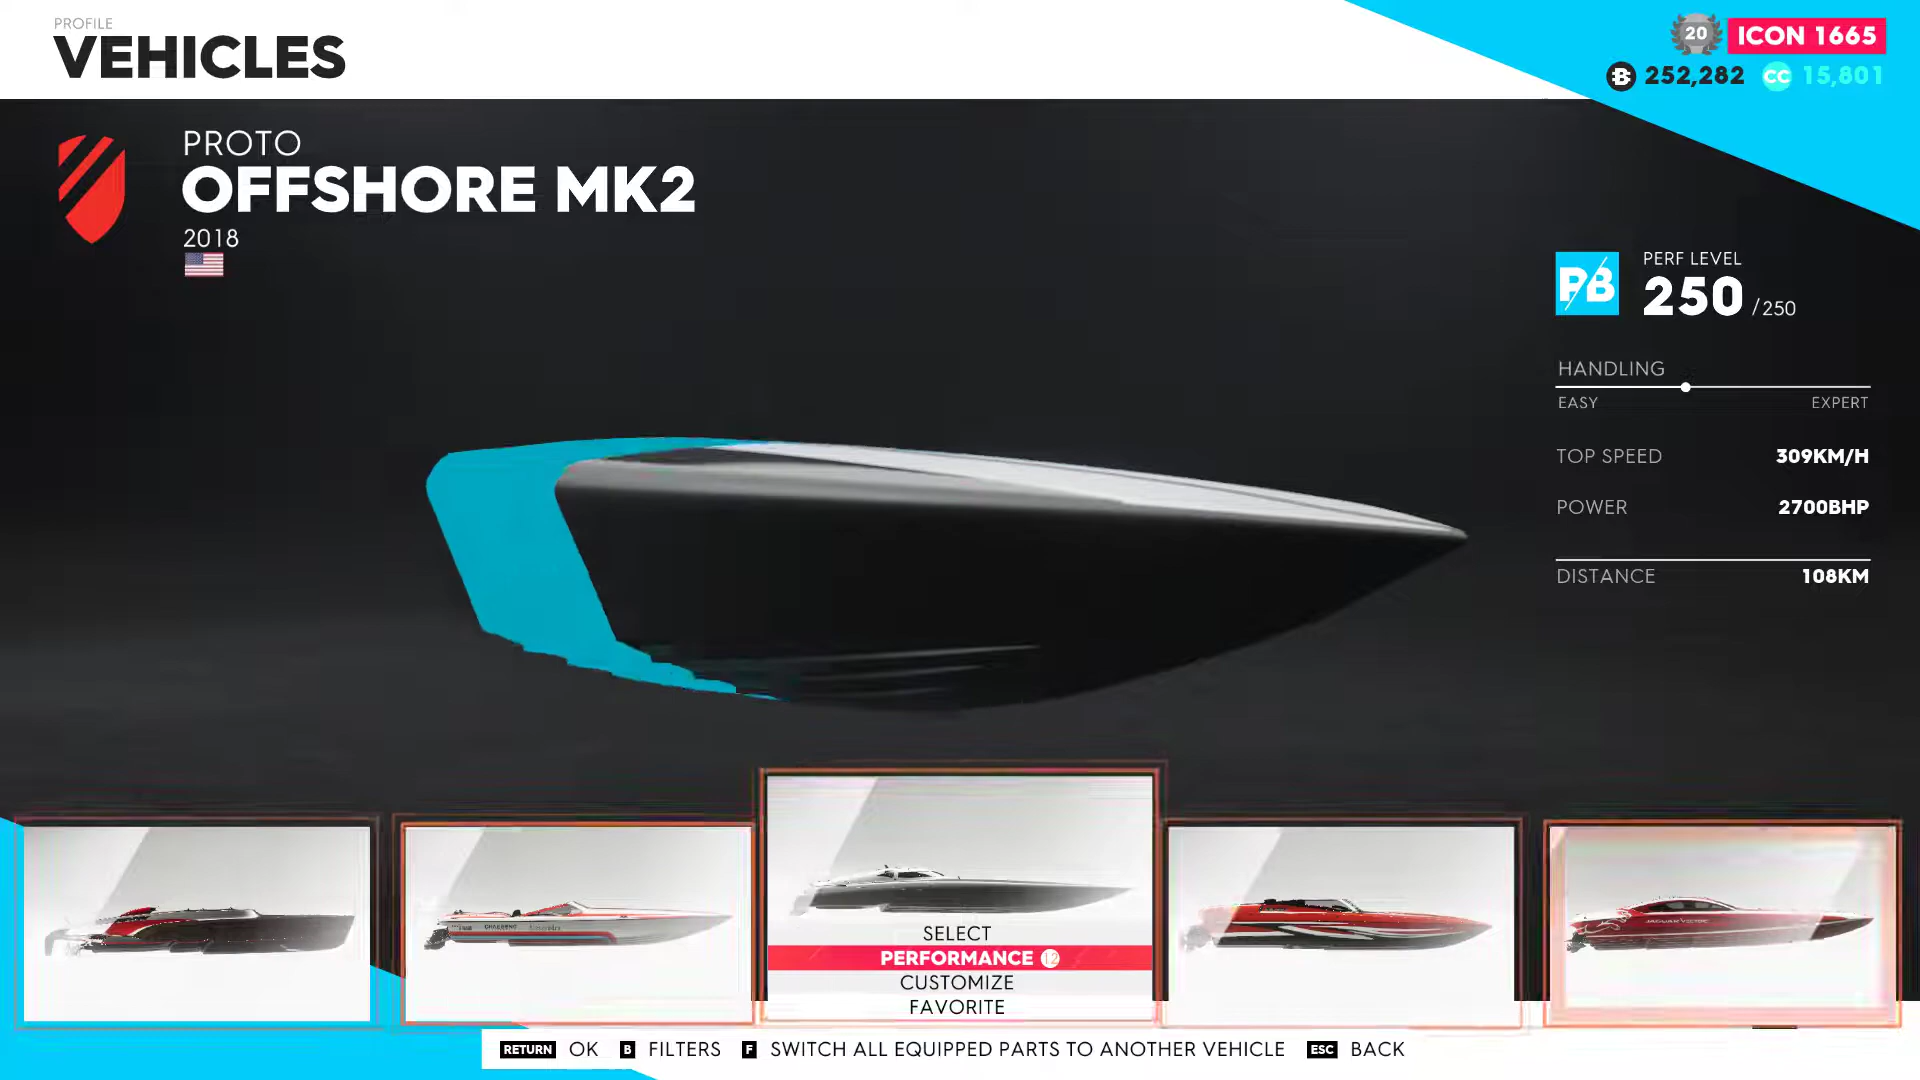 PROFILE
VEHICLES
20
ICON 1665
252,282
CC 15,801
PROTO
OFFSHORE MK2
2018
PB
PERF LEVEL
250 /250
HANDLING
EASY EXPERT
TOP SPEED 309KM/H
POWER 2700BHP
DISTANCE 108KM
SELECT
PERFORMANCE 12
CUSTOMIZE
FAVORITE
RETURN OK B FILTERS F SWITCH ALL EQUIPPED PARTS TO ANOTHER VEHICLE ESC BACK